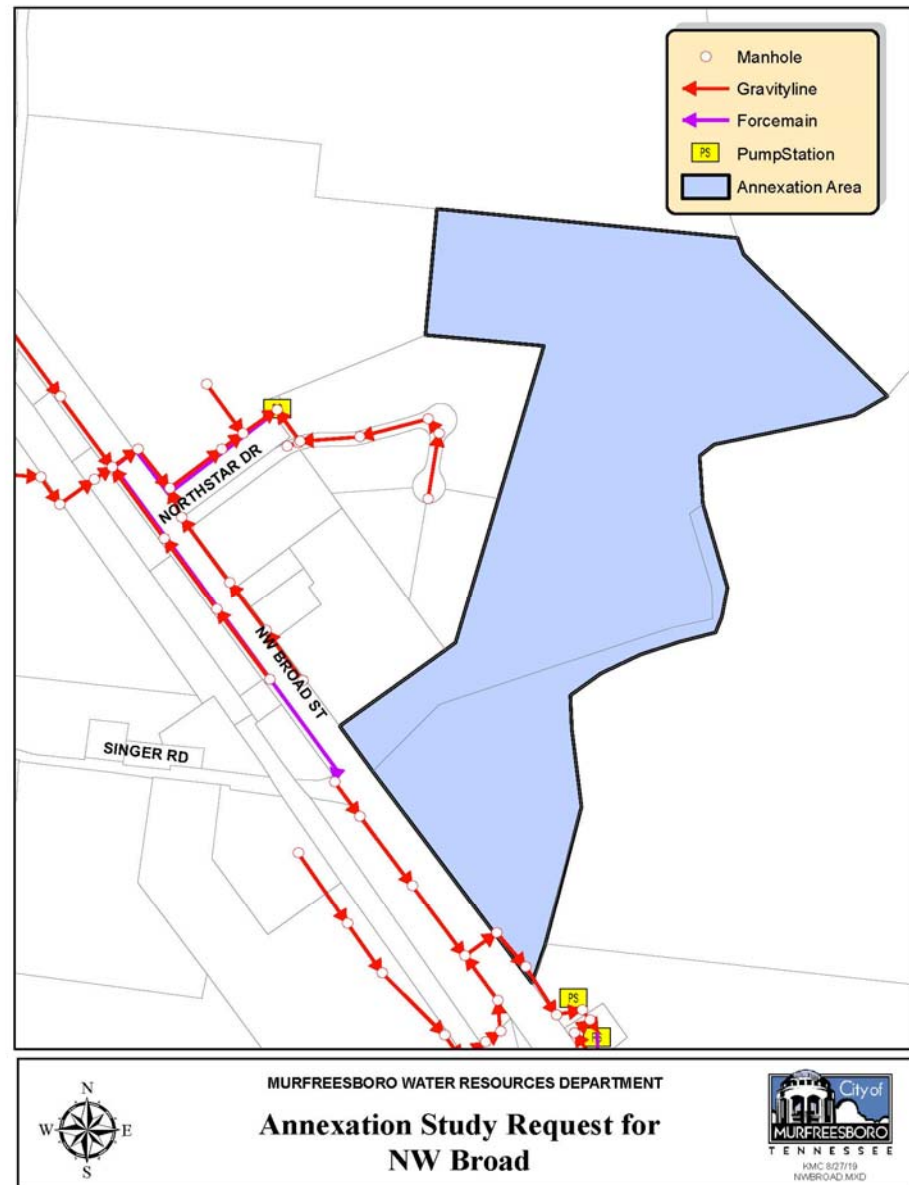 Manhole
Gravityline
Forcemain
PS PumpStation
Annexation Area
NORTHSTAR DR
NW BROAD ST
SINGER RD
PS
PS
MURFREESBORO WATER RESOURCES DEPARTMENT
Annexation Study Request for
NW Broad
N
W E
S
City of
MURFREESBORO
TENNESSEE
KMC 8/27/19
NWBROAD.MXD